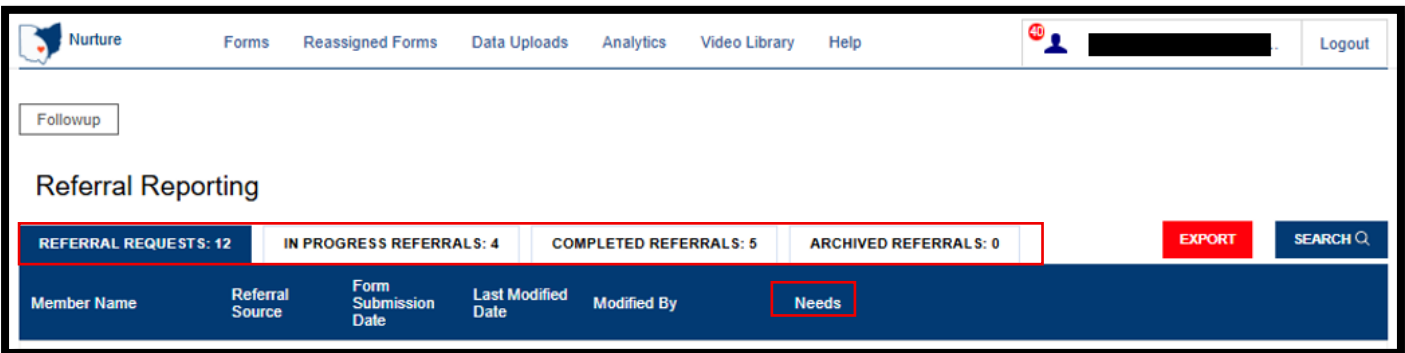 Nurture Forms Reassigned Forms Data Uploads Analytics Video Library Help 40 .. Logout
Followup
Referral Reporting
REFERRAL REQUESTS: 12 IN PROGRESS REFERRALS: 4 COMPLETED REFERRALS: 5 ARCHIVED REFERRALS: 0 EXPORT SEARCH
Member Name Referral Source Form Submission Date Last Modified Date Modified By Needs